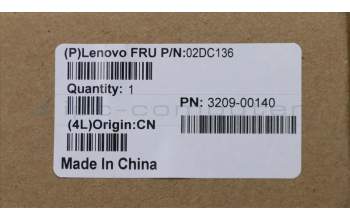 (P)Lenovo FRU P/N:02DC136
Quantity: 1
PN: 3209-00140
(4L)Origin:CN
Made In China